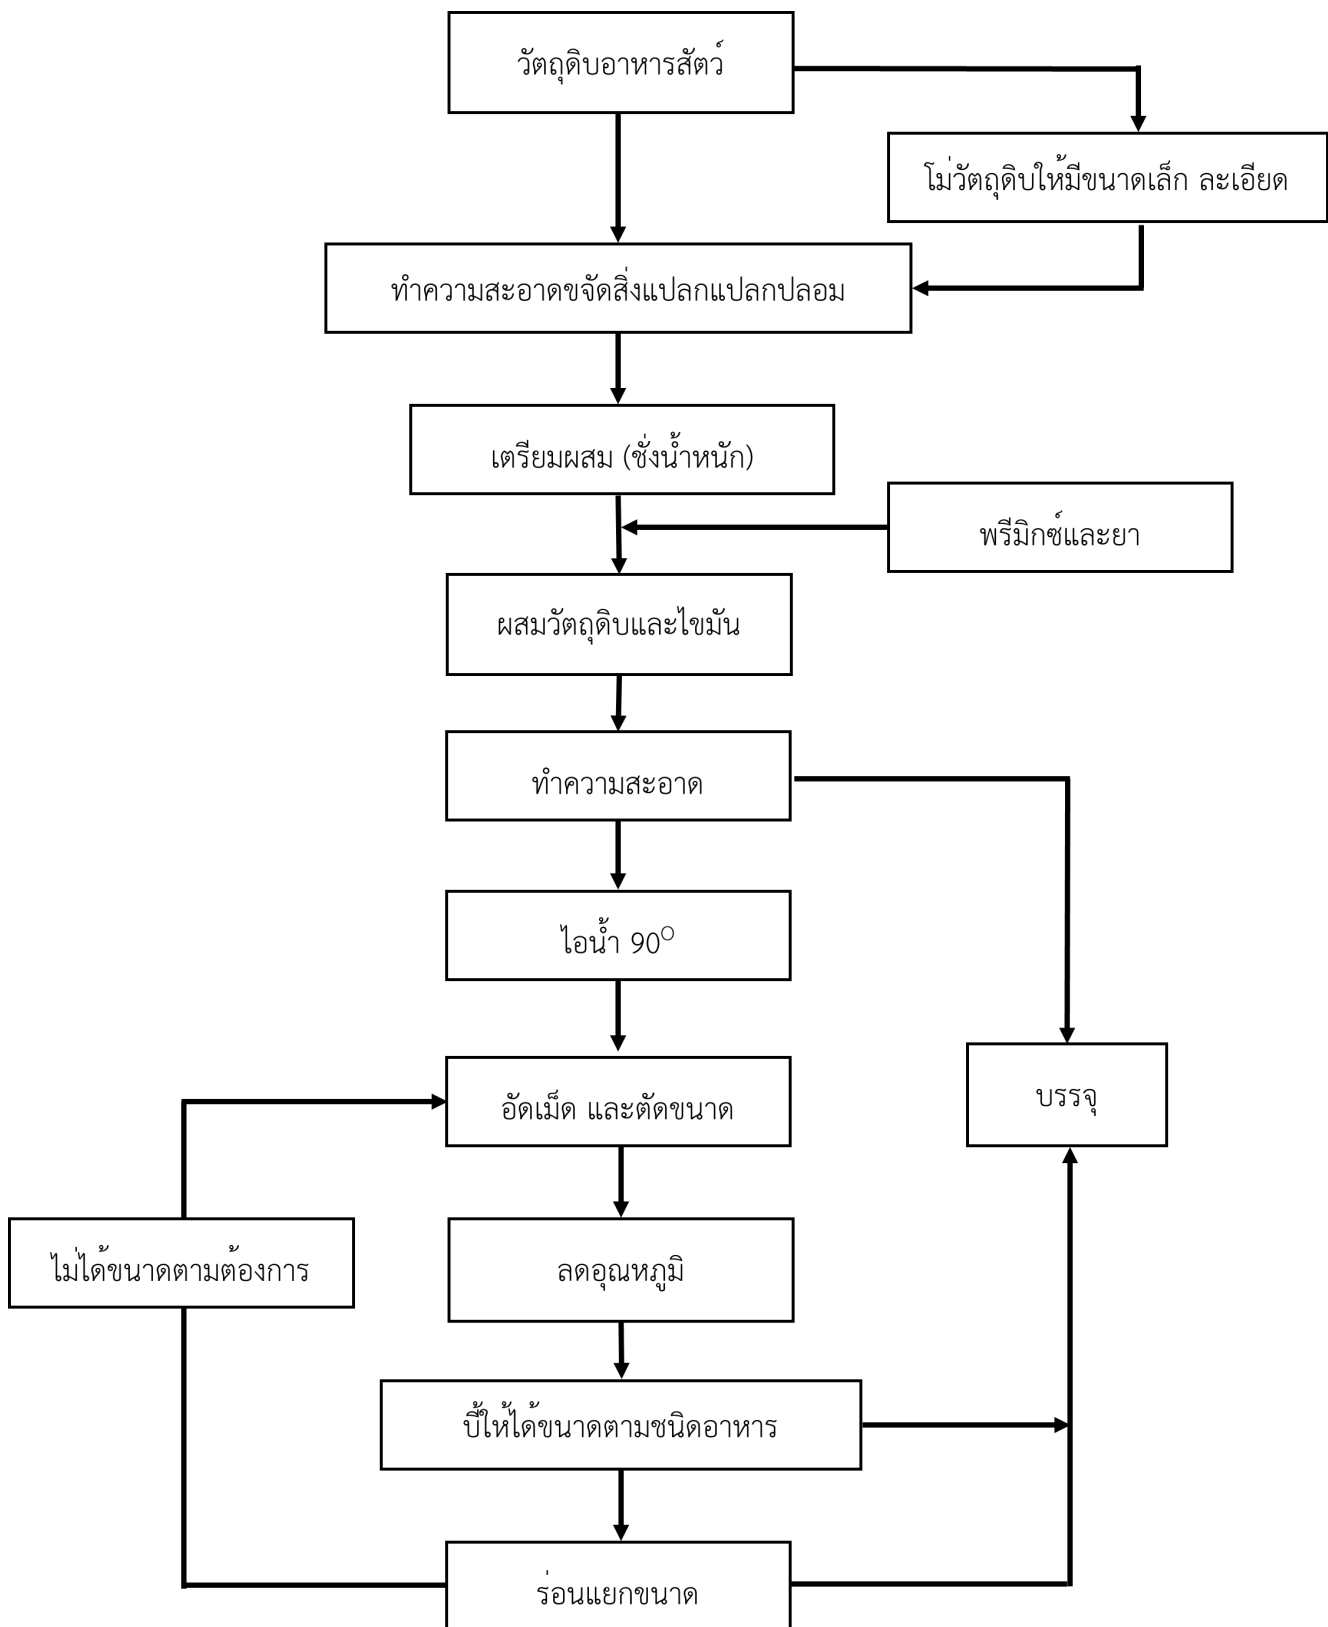 วัตถุดิบอาหารสัตว์
โม่วัตถุดิบให้มีขนาดเล็ก ละเอียด
ทำความสะอาดขจัดสิ่งแปลกแปลกปลอม
เตรียมผสม (ชั่งน้ำหนัก)
พรีมิกซ์และยา
ผสมวัตถุดิบและไขมัน
ทำความสะอาด
ไอน้ำ 90⁰
อัดเม็ด และตัดขนาด
บรรจุ
ไม่ได้ขนาดตามต้องการ
ลดอุณหภูมิ
บี้ให้ได้ขนาดตามชนิดอาหาร
ร่อนแยกขนาด